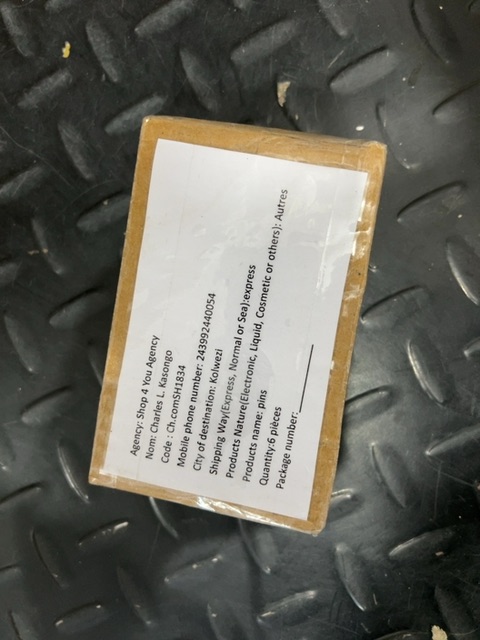 Agency: Shop 4 You Agency
Nom: Charles L. Kasongo
Code : Ch.comSH1834
Mobile phone number: 243992440054
City of destination: Kolwezi
Shipping Way(Express, Normal or Sea):express
Products Nature(Electronic, Liquid, Cosmetic or others): Autres
Products name: pins
Quantity:6 pièces
Package number:________